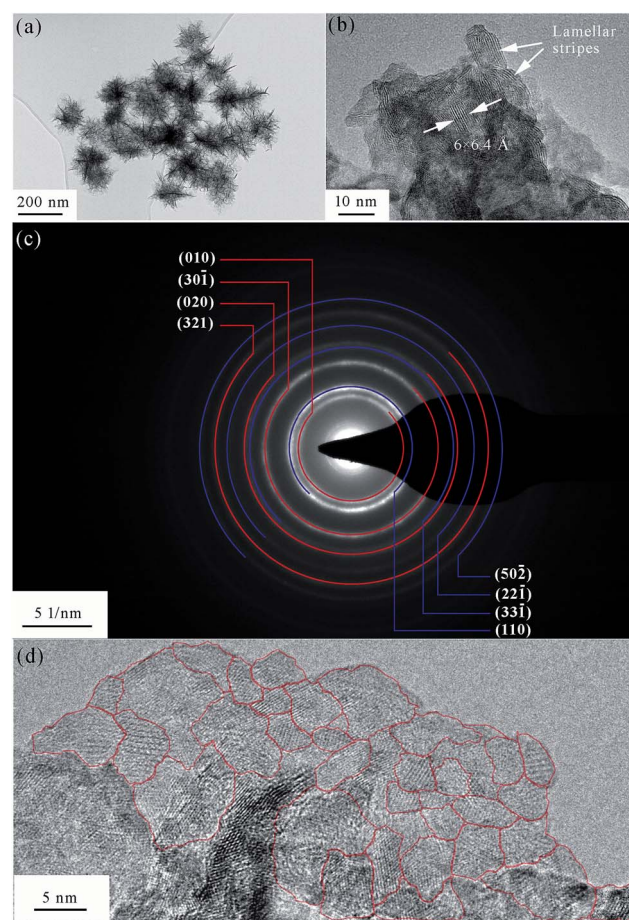 (a)
200 nm
(b)
Lamellar
stripes
6×6.4 Å
10 nm
(c)
(010)
(301̄)
(020)
(321)
(502̄)
(221̄)
(331̄)
(110)
5 1/nm
(d)
5 nm